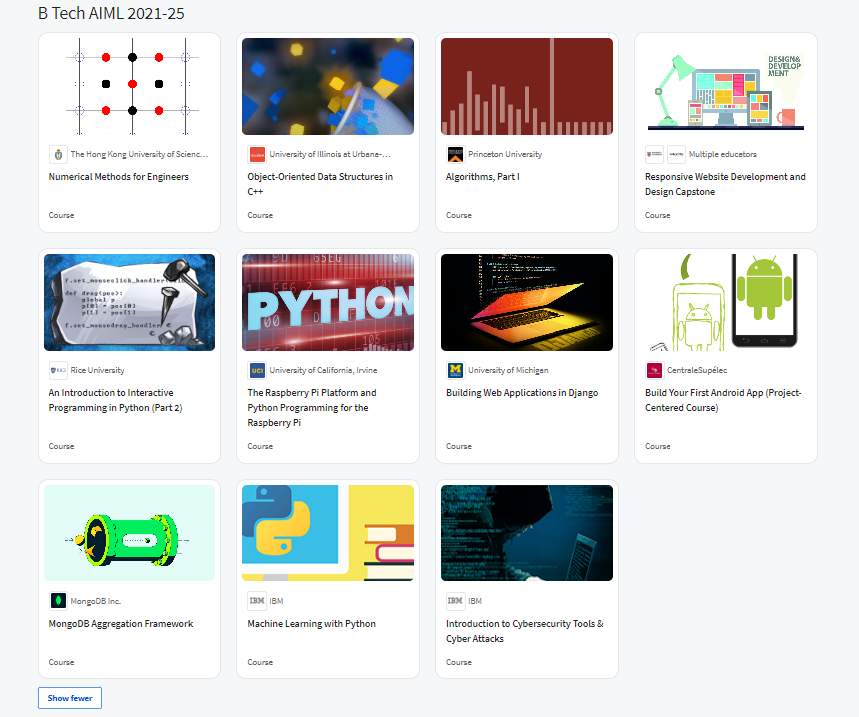 B Tech AIML 2021-25
DESIGN&
DEVELOP
MENT
The Hong Kong University of Scienc...
Numerical Methods for Engineers
Course
University of Illinois at Urbana-...
Object-Oriented Data Structures in
C++
Course
Princeton University
Algorithms, Part I
Course
Multiple educators
Responsive Website Development and
Design Capstone
Course
f.set_mouseclick_handler
def drag(pos):
global p
p[0] = pos[0]
p[1] = pos[1]
f.set_mousedrag_handler
Rice University
An Introduction to Interactive
Programming in Python (Part 2)
Course
PYTHON
UCI
University of California, Irvine
The Raspberry Pi Platform and
Python Programming for the
Raspberry Pi
Course
M
University of Michigan
Building Web Applications in Django
Course
CentraleSupélec
Build Your First Android App (Project-
Centered Course)
Course
MongoDB Inc.
MongoDB Aggregation Framework
Course
IBM
IBM
Machine Learning with Python
Course
IBM
IBM
Introduction to Cybersecurity Tools &
Cyber Attacks
Course
Show fewer